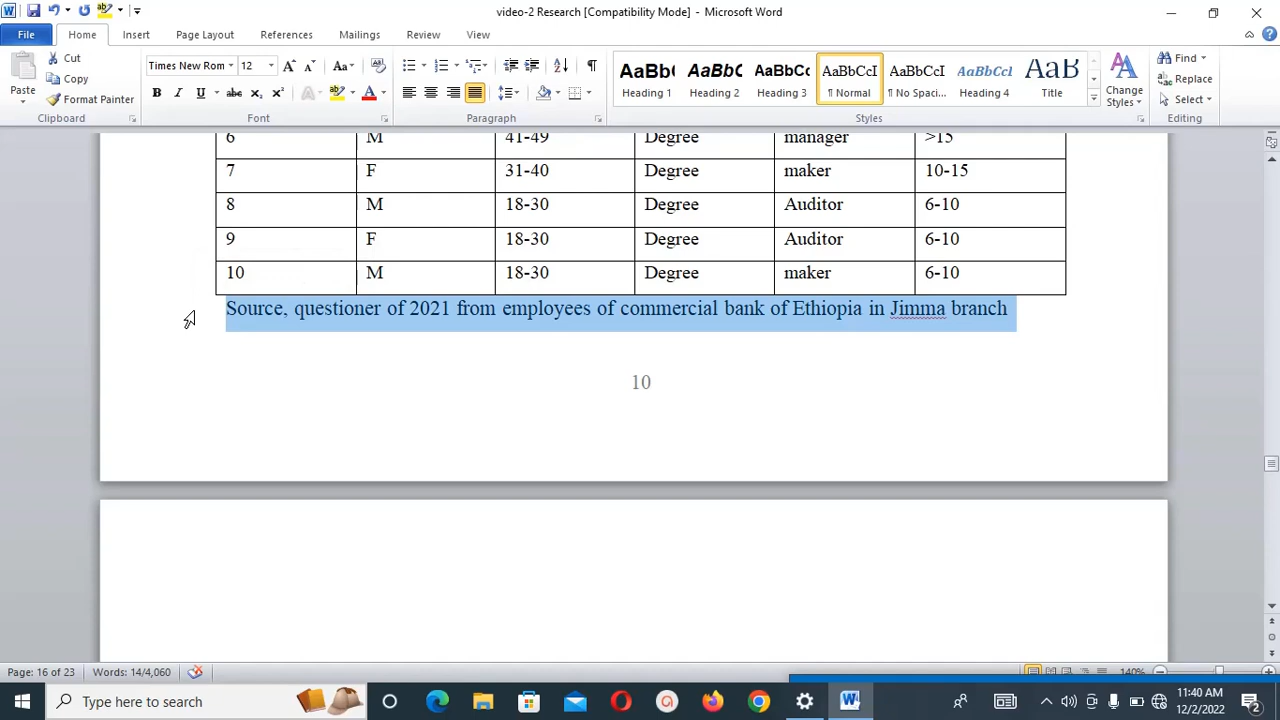 video-2 Research [Compatibility Mode] - Microsoft Word
File Home Insert Page Layout References Mailings Review View
Paste
Cut
Copy
Format Painter
Clipboard
Times New Rom 12
Font
Paragraph
AaBbC AaBbC AaBbCc AaBbCcI AaBbCcI AaBbCcI AaB
Heading 1 Heading 2 Heading 3 ¶ Normal ¶ No Spaci... Heading 4 Title
Change Styles
Styles
Find
Replace
Select
Editing
6 M 41-49 Degree manager >15
7 F 31-40 Degree maker 10-15
8 M 18-30 Degree Auditor 6-10
9 F 18-30 Degree Auditor 6-10
10 M 18-30 Degree maker 6-10
Source, questioner of 2021 from employees of commercial bank of Ethiopia in Jimma branch
10
Page: 16 of 23 Words: 14/4,060 140%
Type here to search
11:40 AM
12/2/2022
2